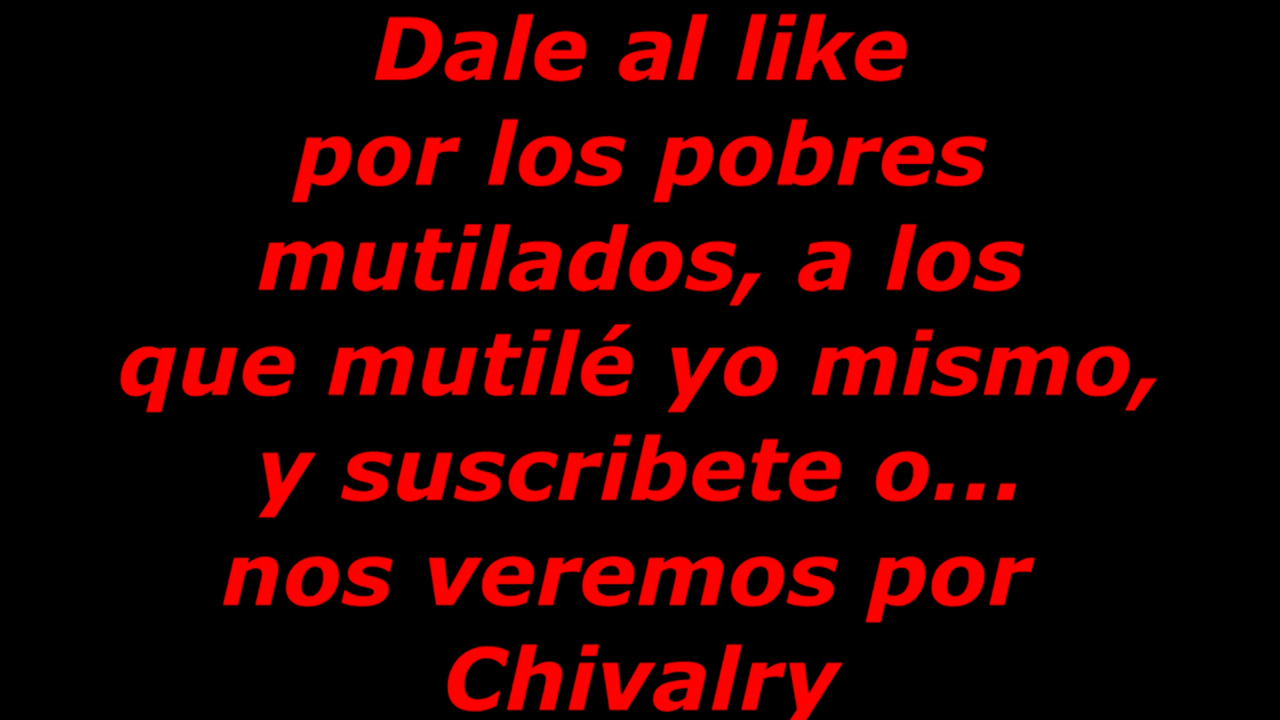 Dale al like
por los pobres
mutilados, a los
que mutilé yo mismo,
y suscribete o...
nos veremos por
Chivalry